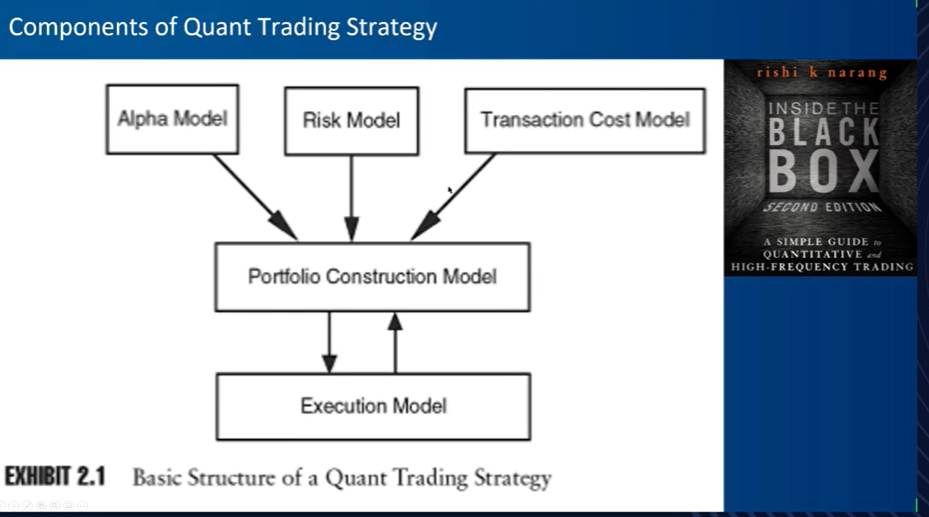 Components of Quant Trading Strategy
Alpha Model
Risk Model
Transaction Cost Model
Portfolio Construction Model
Execution Model
EXHIBIT 2.1 Basic Structure of a Quant Trading Strategy
rishi k narang
INSIDE THE
BLACK
BOX
SECOND EDITION
A SIMPLE GUIDE to
QUANTITATIVE and
HIGH-FREQUENCY TRADING